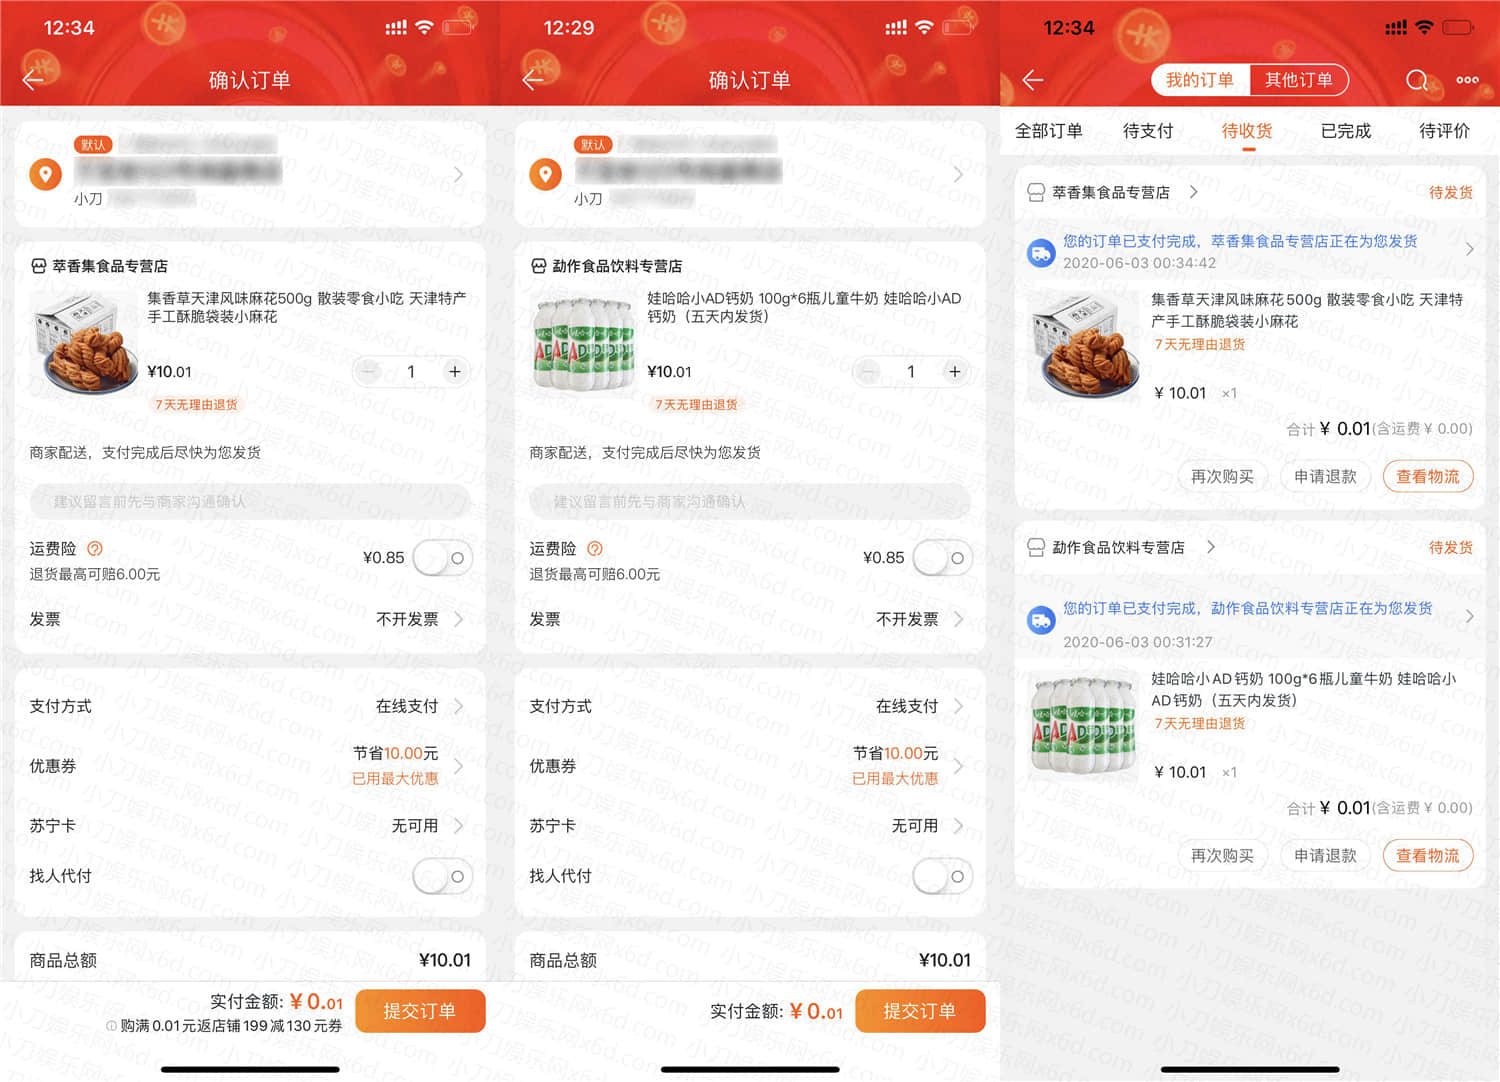 12:34
确认订单
默认
小刀
萃香集食品专营店
集香草天津风味麻花500g 散装零食小吃 天津特产
手工酥脆袋装小麻花
¥10.01
1
7天无理由退货
商家配送，支付完成后尽快为您发货
建议留言前先与商家沟通确认
运费险
¥0.85
退货最高可赔6.00元
发票
不开发票
支付方式
在线支付
优惠券
节省10.00元
已用最大优惠
苏宁卡
无可用
找人代付
商品总额
¥10.01
实付金额: ¥0.01
购满0.01元返店铺199减130元券
提交订单
12:29
确认订单
默认
小刀
勐作食品饮料专营店
娃哈哈小AD钙奶 100g*6瓶儿童牛奶 娃哈哈小AD
钙奶（五天内发货）
¥10.01
1
7天无理由退货
商家配送，支付完成后尽快为您发货
建议留言前先与商家沟通确认
运费险
¥0.85
退货最高可赔6.00元
发票
不开发票
支付方式
在线支付
优惠券
节省10.00元
已用最大优惠
苏宁卡
无可用
找人代付
商品总额
¥10.01
实付金额: ¥0.01
提交订单
12:34
我的订单
其他订单
全部订单
待支付
待收货
已完成
待评价
萃香集食品专营店
待发货
您的订单已支付完成，萃香集食品专营店正在为您发货
2020-06-03 00:34:42
集香草天津风味麻花500g 散装零食小吃 天津特
产手工酥脆袋装小麻花
7天无理由退货
¥ 10.01 ×1
合计 ¥ 0.01(含运费 ¥ 0.00)
再次购买
申请退款
查看物流
勐作食品饮料专营店
待发货
您的订单已支付完成，勐作食品饮料专营店正在为您发货
2020-06-03 00:31:27
娃哈哈小AD钙奶 100g*6瓶儿童牛奶 娃哈哈小
AD钙奶（五天内发货）
7天无理由退货
¥ 10.01 ×1
合计 ¥ 0.01(含运费 ¥ 0.00)
再次购买
申请退款
查看物流
小刀娱乐网x6d.com